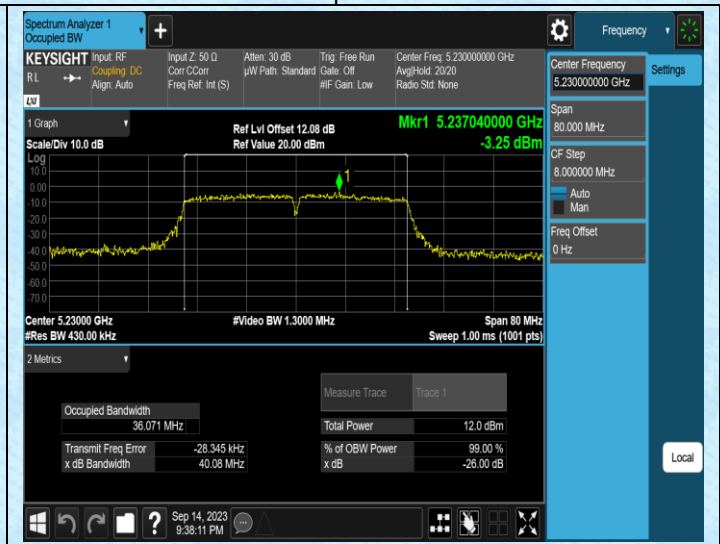 Spectrum Analyzer 1
Occupied BW
+
Frequency
KEYSIGHT
R L
LXI
Input: RF
Coupling: DC
Align: Auto
Input Z: 50 Ω
Corr CCorr
Freq Ref: Int (S)
Atten: 30 dB
µW Path: Standard
Trig: Free Run
Gate: Off
#IF Gain: Low
Center Freq: 5.230000000 GHz
Avg|Hold: 20/20
Radio Std: None
Center Frequency
5.230000000 GHz
Settings
Span
80.000 MHz
CF Step
8.000000 MHz
Auto
Man
Freq Offset
0 Hz
Local
1 Graph
Scale/Div 10.0 dB
Ref Lvl Offset 12.08 dB
Ref Value 20.00 dBm
Mkr1 5.237040000 GHz
-3.25 dBm
Log
10.0
0.00
-10.0
-20.0
-30.0
-40.0
-50.0
-60.0
-70.0
1
Center 5.23000 GHz
#Res BW 430.00 kHz
#Video BW 1.3000 MHz
Span 80 MHz
Sweep 1.00 ms (1001 pts)
2 Metrics
Measure Trace Trace 1
Occupied Bandwidth
36.071 MHz
Total Power 12.0 dBm
Transmit Freq Error -28.345 kHz
% of OBW Power 99.00 %
x dB Bandwidth 40.08 MHz
x dB -26.00 dB
?
Sep 14, 2023
9:38:11 PM